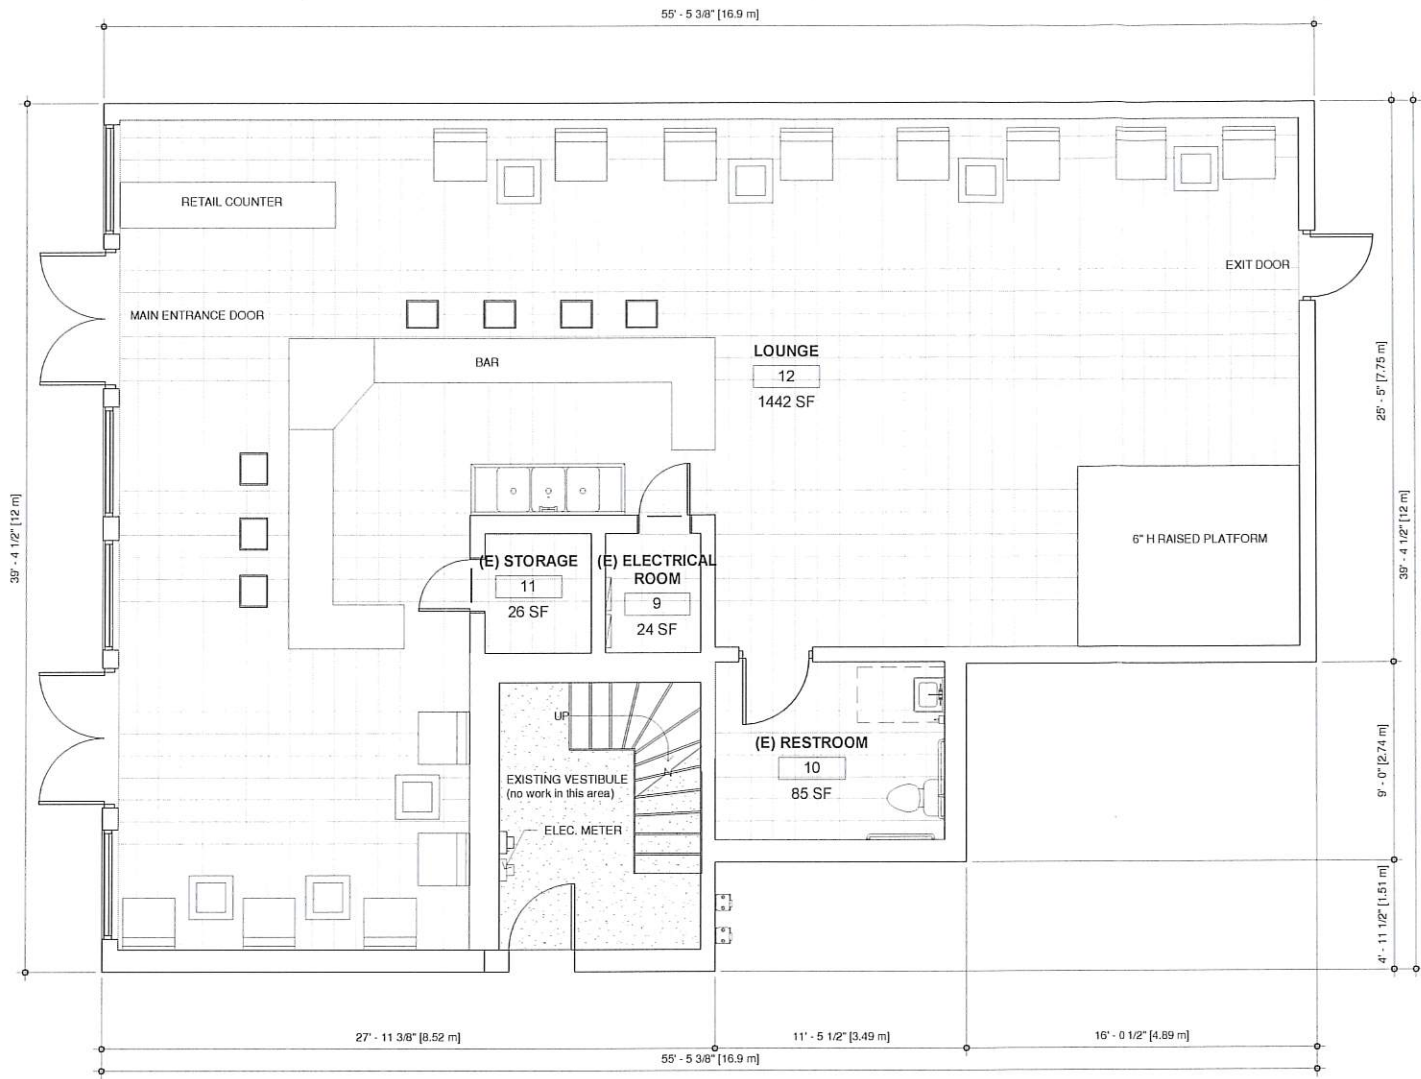 55' - 5 3/8" [16.9 m]
RETAIL COUNTER
EXIT DOOR
MAIN ENTRANCE DOOR
BAR
LOUNGE
12
1442 SF
25' - 5" [7.75 m]
39' - 4 1/2" [12 m]
39' - 4 1/2" [12 m]
6" H RAISED PLATFORM
(E) STORAGE
11
26 SF
(E) ELECTRICAL
ROOM
9
24 SF
UP
EXISTING VESTIBULE
(no work in this area)
ELEC. METER
(E) RESTROOM
10
85 SF
9' - 0" [2.74 m]
4' - 11 1/2" [1.51 m]
27' - 11 3/8" [8.52 m]
11' - 5 1/2" [3.49 m]
16' - 0 1/2" [4.89 m]
55' - 5 3/8" [16.9 m]